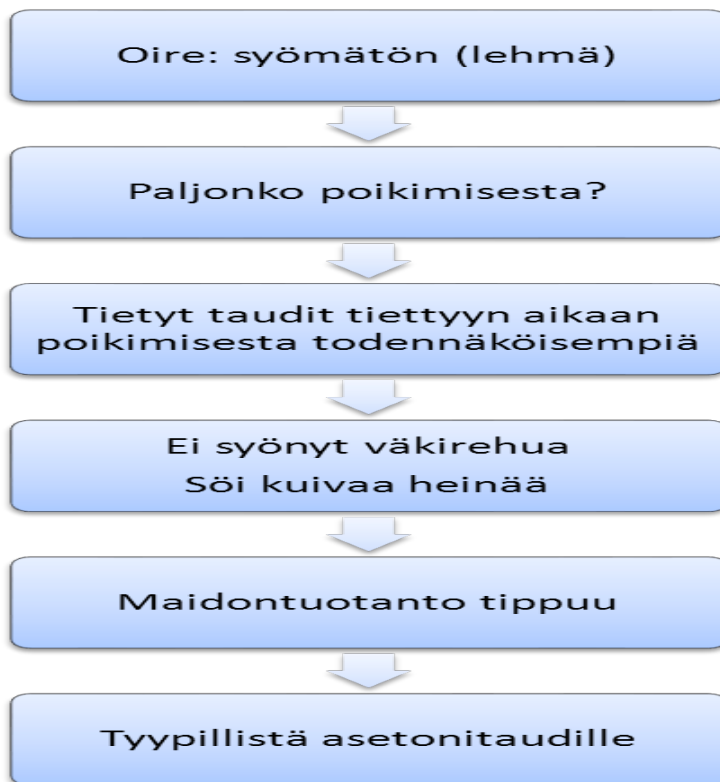 Oire: syömätön (lehmä)
Paljonko poikimisesta?
Tietyt taudit tiettyyn aikaan
poikimisesta todennäköisempiä
Ei syönyt väkirehua
Söi kuivaa heinää
Maidontuotanto tippuu
Tyypillistä asetonitaudille